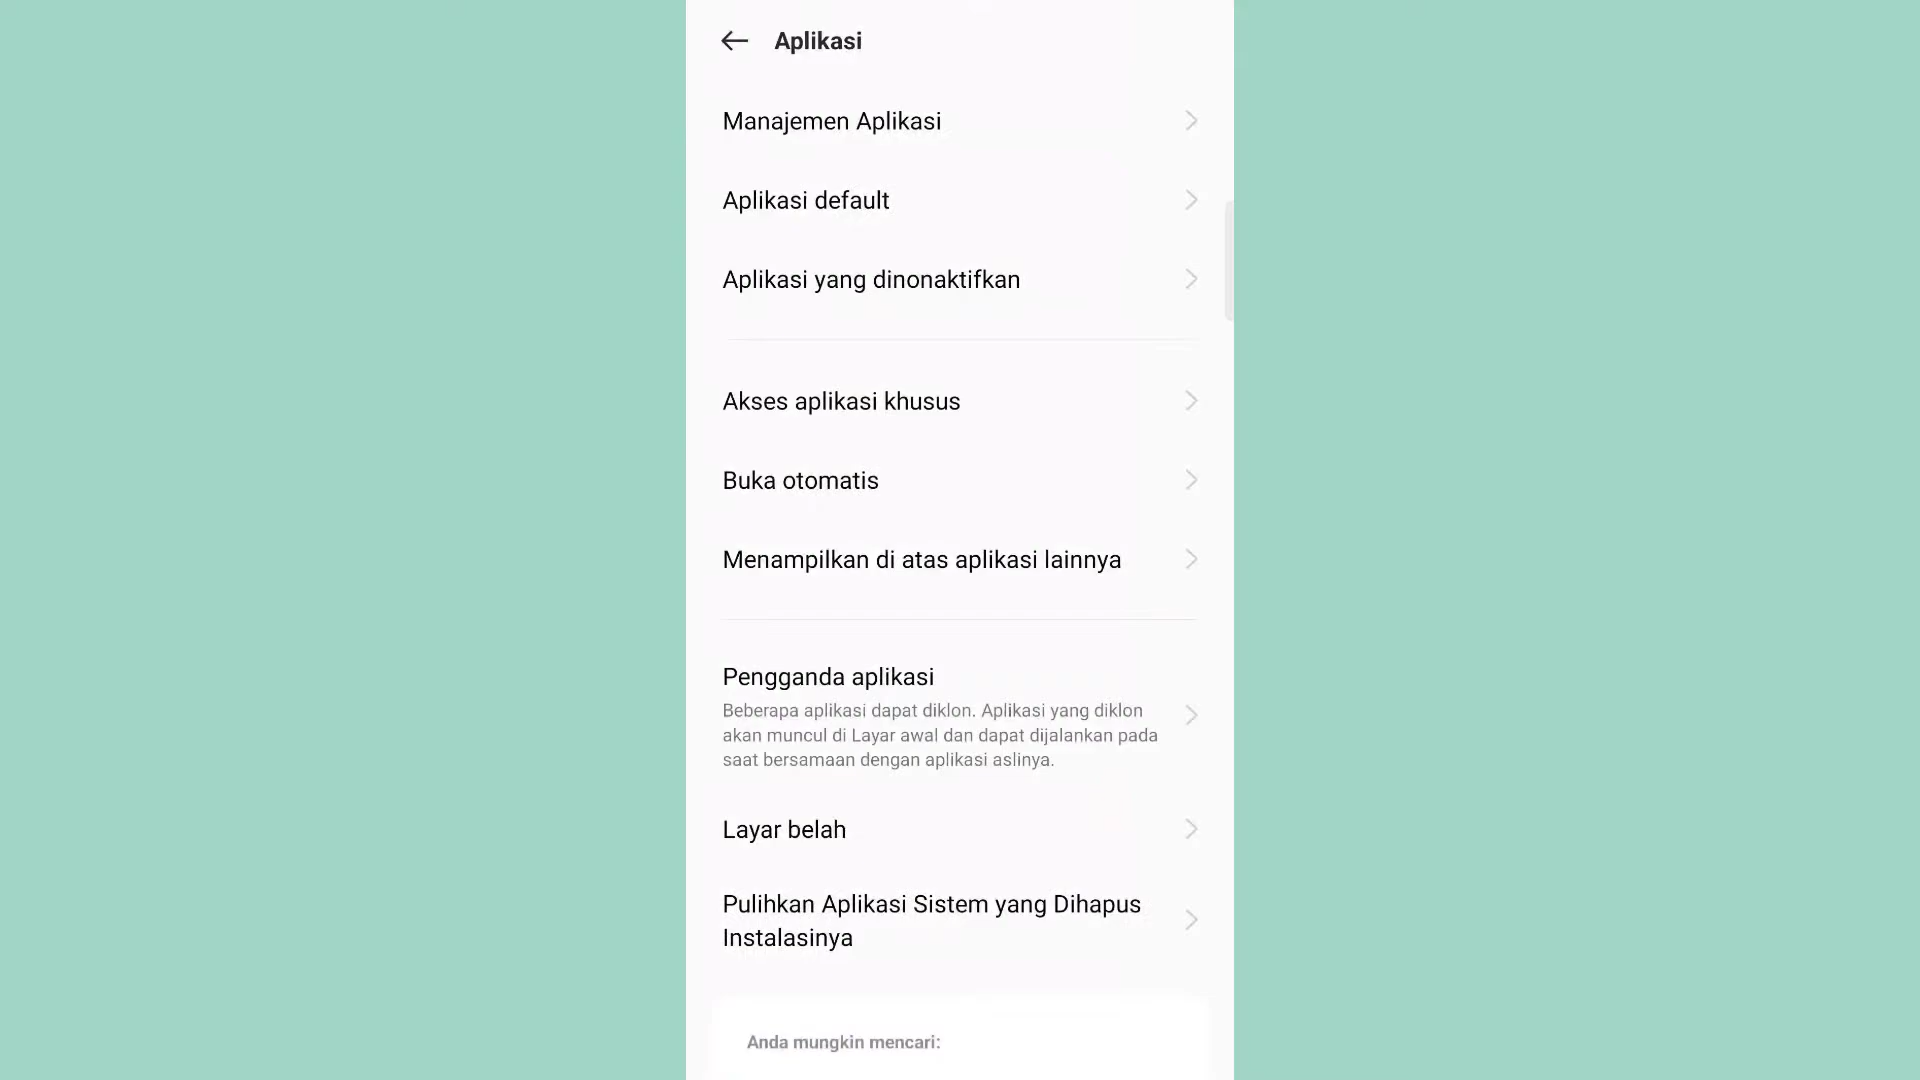 Aplikasi
Manajemen Aplikasi
Aplikasi default
Aplikasi yang dinonaktifkan
Akses aplikasi khusus
Buka otomatis
Menampilkan di atas aplikasi lainnya
Pengganda aplikasi
Beberapa aplikasi dapat diklon. Aplikasi yang diklon
akan muncul di Layar awal dan dapat dijalankan pada
saat bersamaan dengan aplikasi aslinya.
Layar belah
Pulihkan Aplikasi Sistem yang Dihapus
Instalasinya
Anda mungkin mencari: